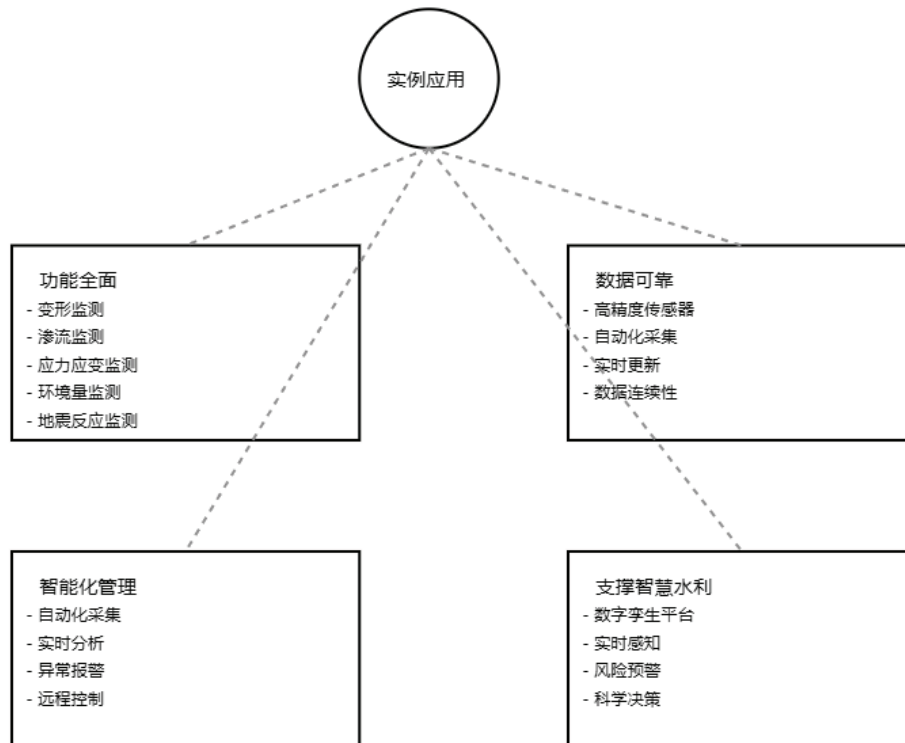 实例应用
功能全面
- 变形监测
- 渗流监测
- 应力应变监测
- 环境量监测
- 地震反应监测
数据可靠
- 高精度传感器
- 自动化采集
- 实时更新
- 数据连续性
智能化管理
- 自动化采集
- 实时分析
- 异常报警
- 远程控制
支撑智慧水利
- 数字孪生平台
- 实时感知
- 风险预警
- 科学决策